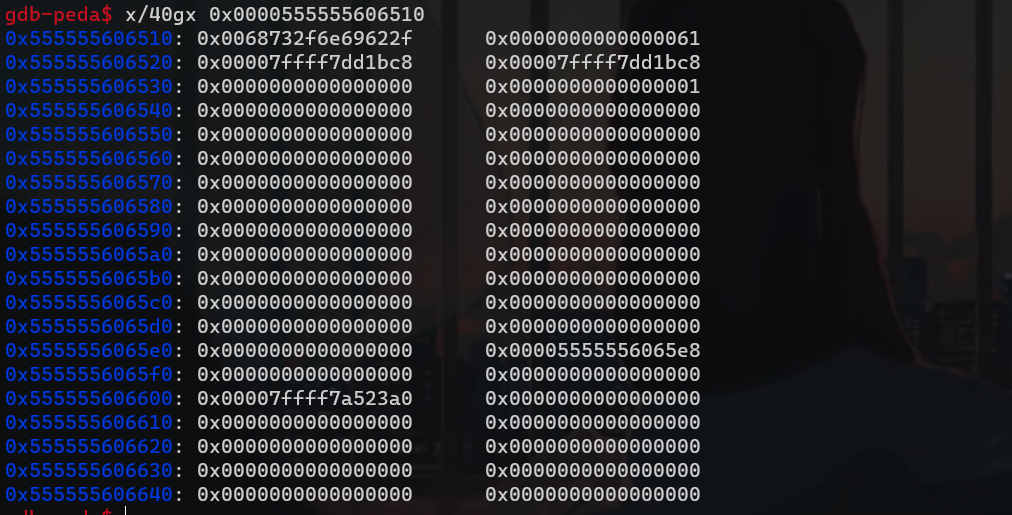 gdb-peda$ x/40gx 0x0000555555606510
0x555555606510: 0x0068732f6e69622f 0x0000000000000061
0x555555606520: 0x00007ffff7dd1bc8 0x00007ffff7dd1bc8
0x555555606530: 0x0000000000000000 0x0000000000000001
0x555555606540: 0x0000000000000000 0x0000000000000000
0x555555606550: 0x0000000000000000 0x0000000000000000
0x555555606560: 0x0000000000000000 0x0000000000000000
0x555555606570: 0x0000000000000000 0x0000000000000000
0x555555606580: 0x0000000000000000 0x0000000000000000
0x555555606590: 0x0000000000000000 0x0000000000000000
0x5555556065a0: 0x0000000000000000 0x0000000000000000
0x5555556065b0: 0x0000000000000000 0x0000000000000000
0x5555556065c0: 0x0000000000000000 0x0000000000000000
0x5555556065d0: 0x0000000000000000 0x0000000000000000
0x5555556065e0: 0x0000000000000000 0x00005555556065e8
0x5555556065f0: 0x0000000000000000 0x0000000000000000
0x555555606600: 0x00007ffff7a523a0 0x0000000000000000
0x555555606610: 0x0000000000000000 0x0000000000000000
0x555555606620: 0x0000000000000000 0x0000000000000000
0x555555606630: 0x0000000000000000 0x0000000000000000
0x555555606640: 0x0000000000000000 0x0000000000000000
gdb-peda$